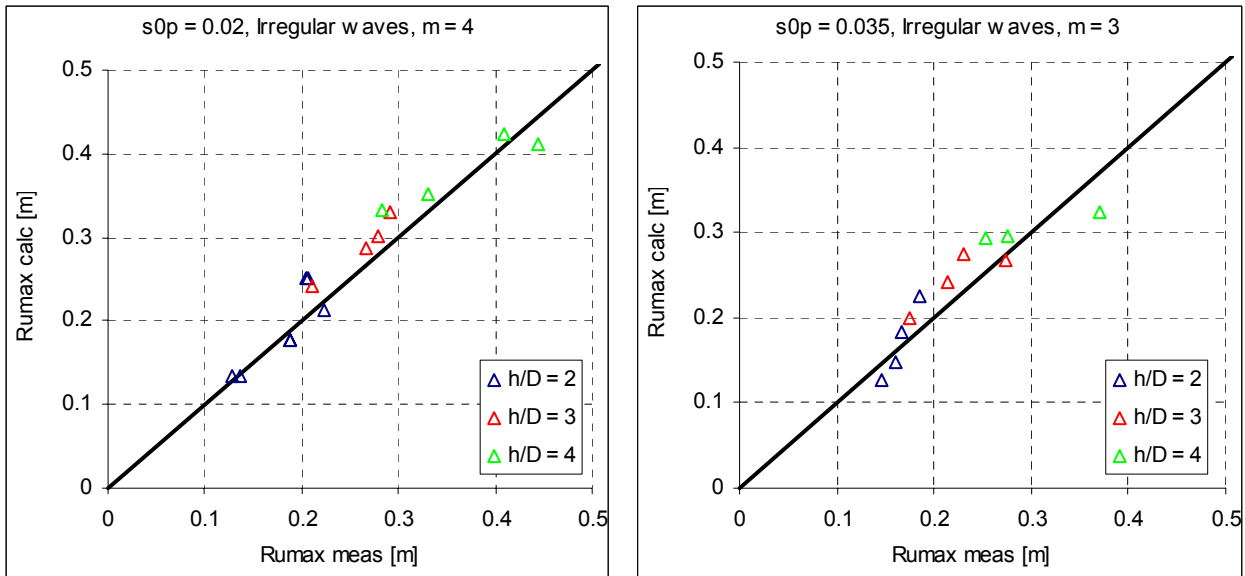 s0p = 0.02, Irregular waves, m = 4
0.5
0.4
0.3
0.2
0.1
0
Rumax calc [m]
h/D = 2
h/D = 3
h/D = 4
0 0.1 0.2 0.3 0.4 0.5
Rumax meas [m]
s0p = 0.035, Irregular waves, m = 3
0.5
0.4
0.3
0.2
0.1
0
Rumax calc [m]
h/D = 2
h/D = 3
h/D = 4
0 0.1 0.2 0.3 0.4 0.5
Rumax meas [m]